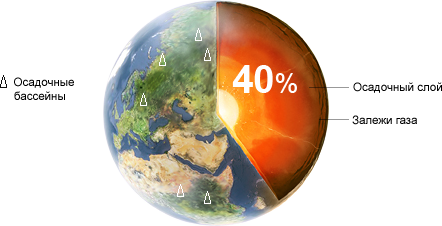 Осадочные
бассейны
40%
Осадочный слой
Залежи газа